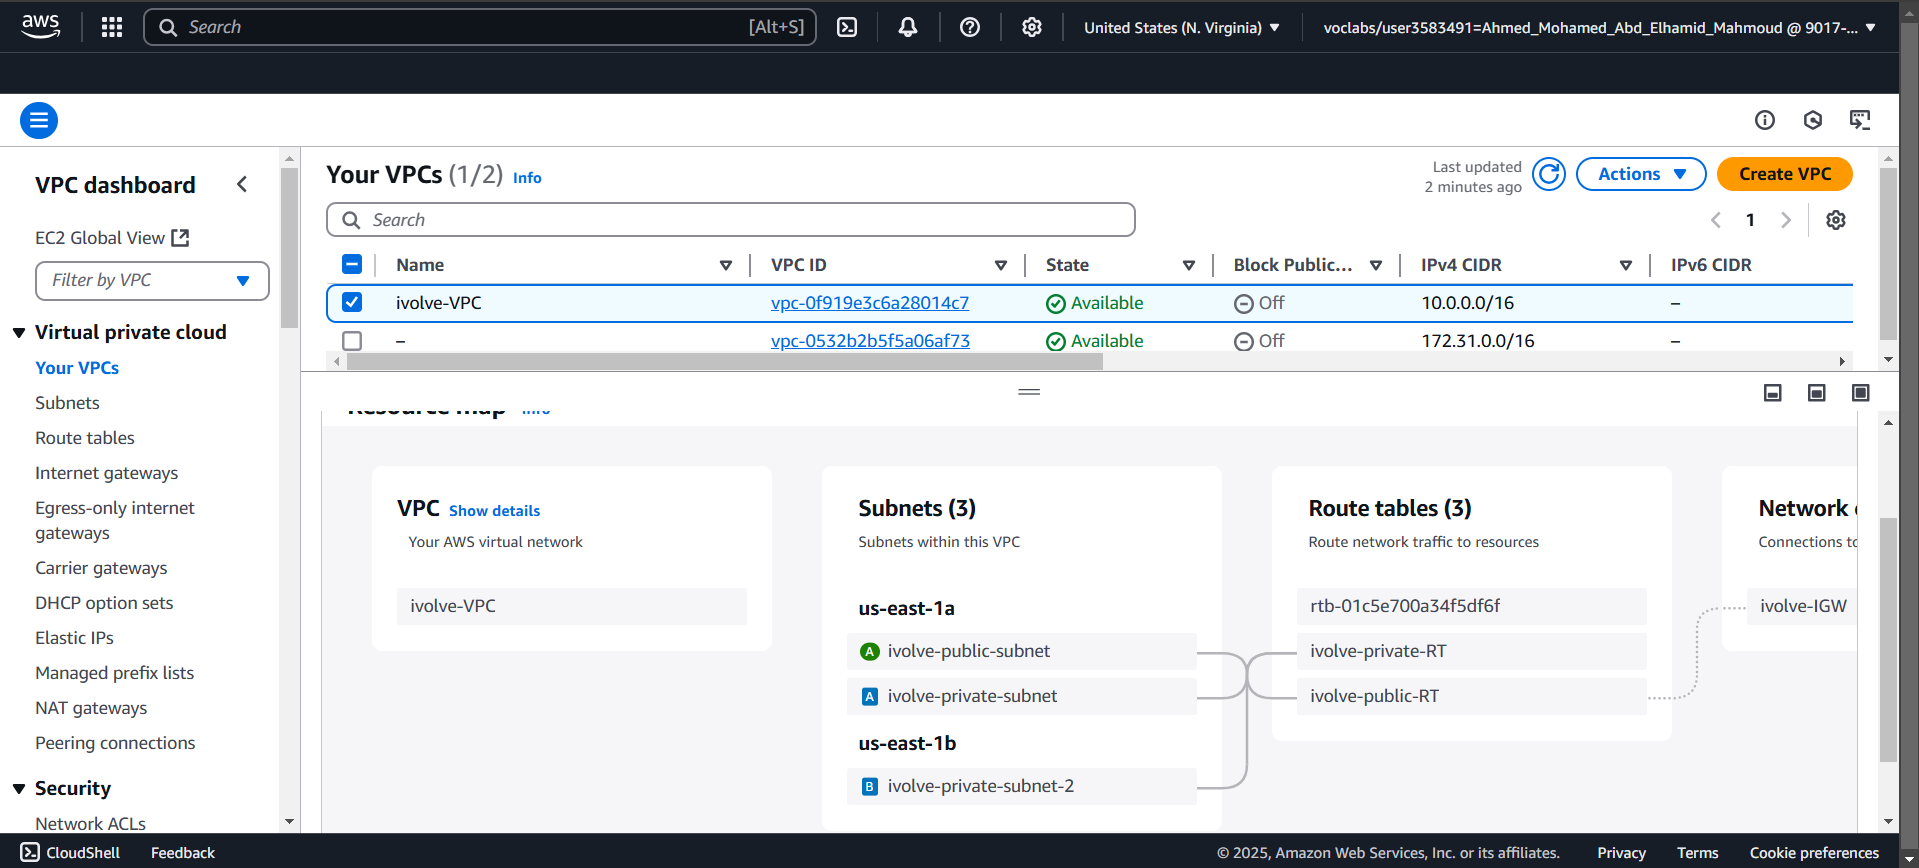 aws
Search [Alt+S]
United States (N. Virginia)
voclabs/user3583491=Ahmed_Mohamed_Abd_Elhamid_Mahmoud @ 9017-...
VPC dashboard
EC2 Global View
Filter by VPC
Virtual private cloud
Your VPCs
Subnets
Route tables
Internet gateways
Egress-only internet
gateways
Carrier gateways
DHCP option sets
Elastic IPs
Managed prefix lists
NAT gateways
Peering connections
Security
Network ACLs
Your VPCs (1/2) Info
Last updated
2 minutes ago
Actions
Create VPC
Search
1
Name VPC ID State Block Public... IPv4 CIDR IPv6 CIDR
ivolve-VPC vpc-0f919e3c6a28014c7 Available Off 10.0.0.0/16 –
– vpc-0532b2b5f5a06af73 Available Off 172.31.0.0/16 –
Resource map Info
VPC Show details
Your AWS virtual network
ivolve-VPC
Subnets (3)
Subnets within this VPC
us-east-1a
A ivolve-public-subnet
A ivolve-private-subnet
us-east-1b
B ivolve-private-subnet-2
Route tables (3)
Route network traffic to resources
rtb-01c5e700a34f5df6f
ivolve-private-RT
ivolve-public-RT
Network
Connections to
ivolve-IGW
CloudShell Feedback
© 2025, Amazon Web Services, Inc. or its affiliates. Privacy Terms Cookie preferences